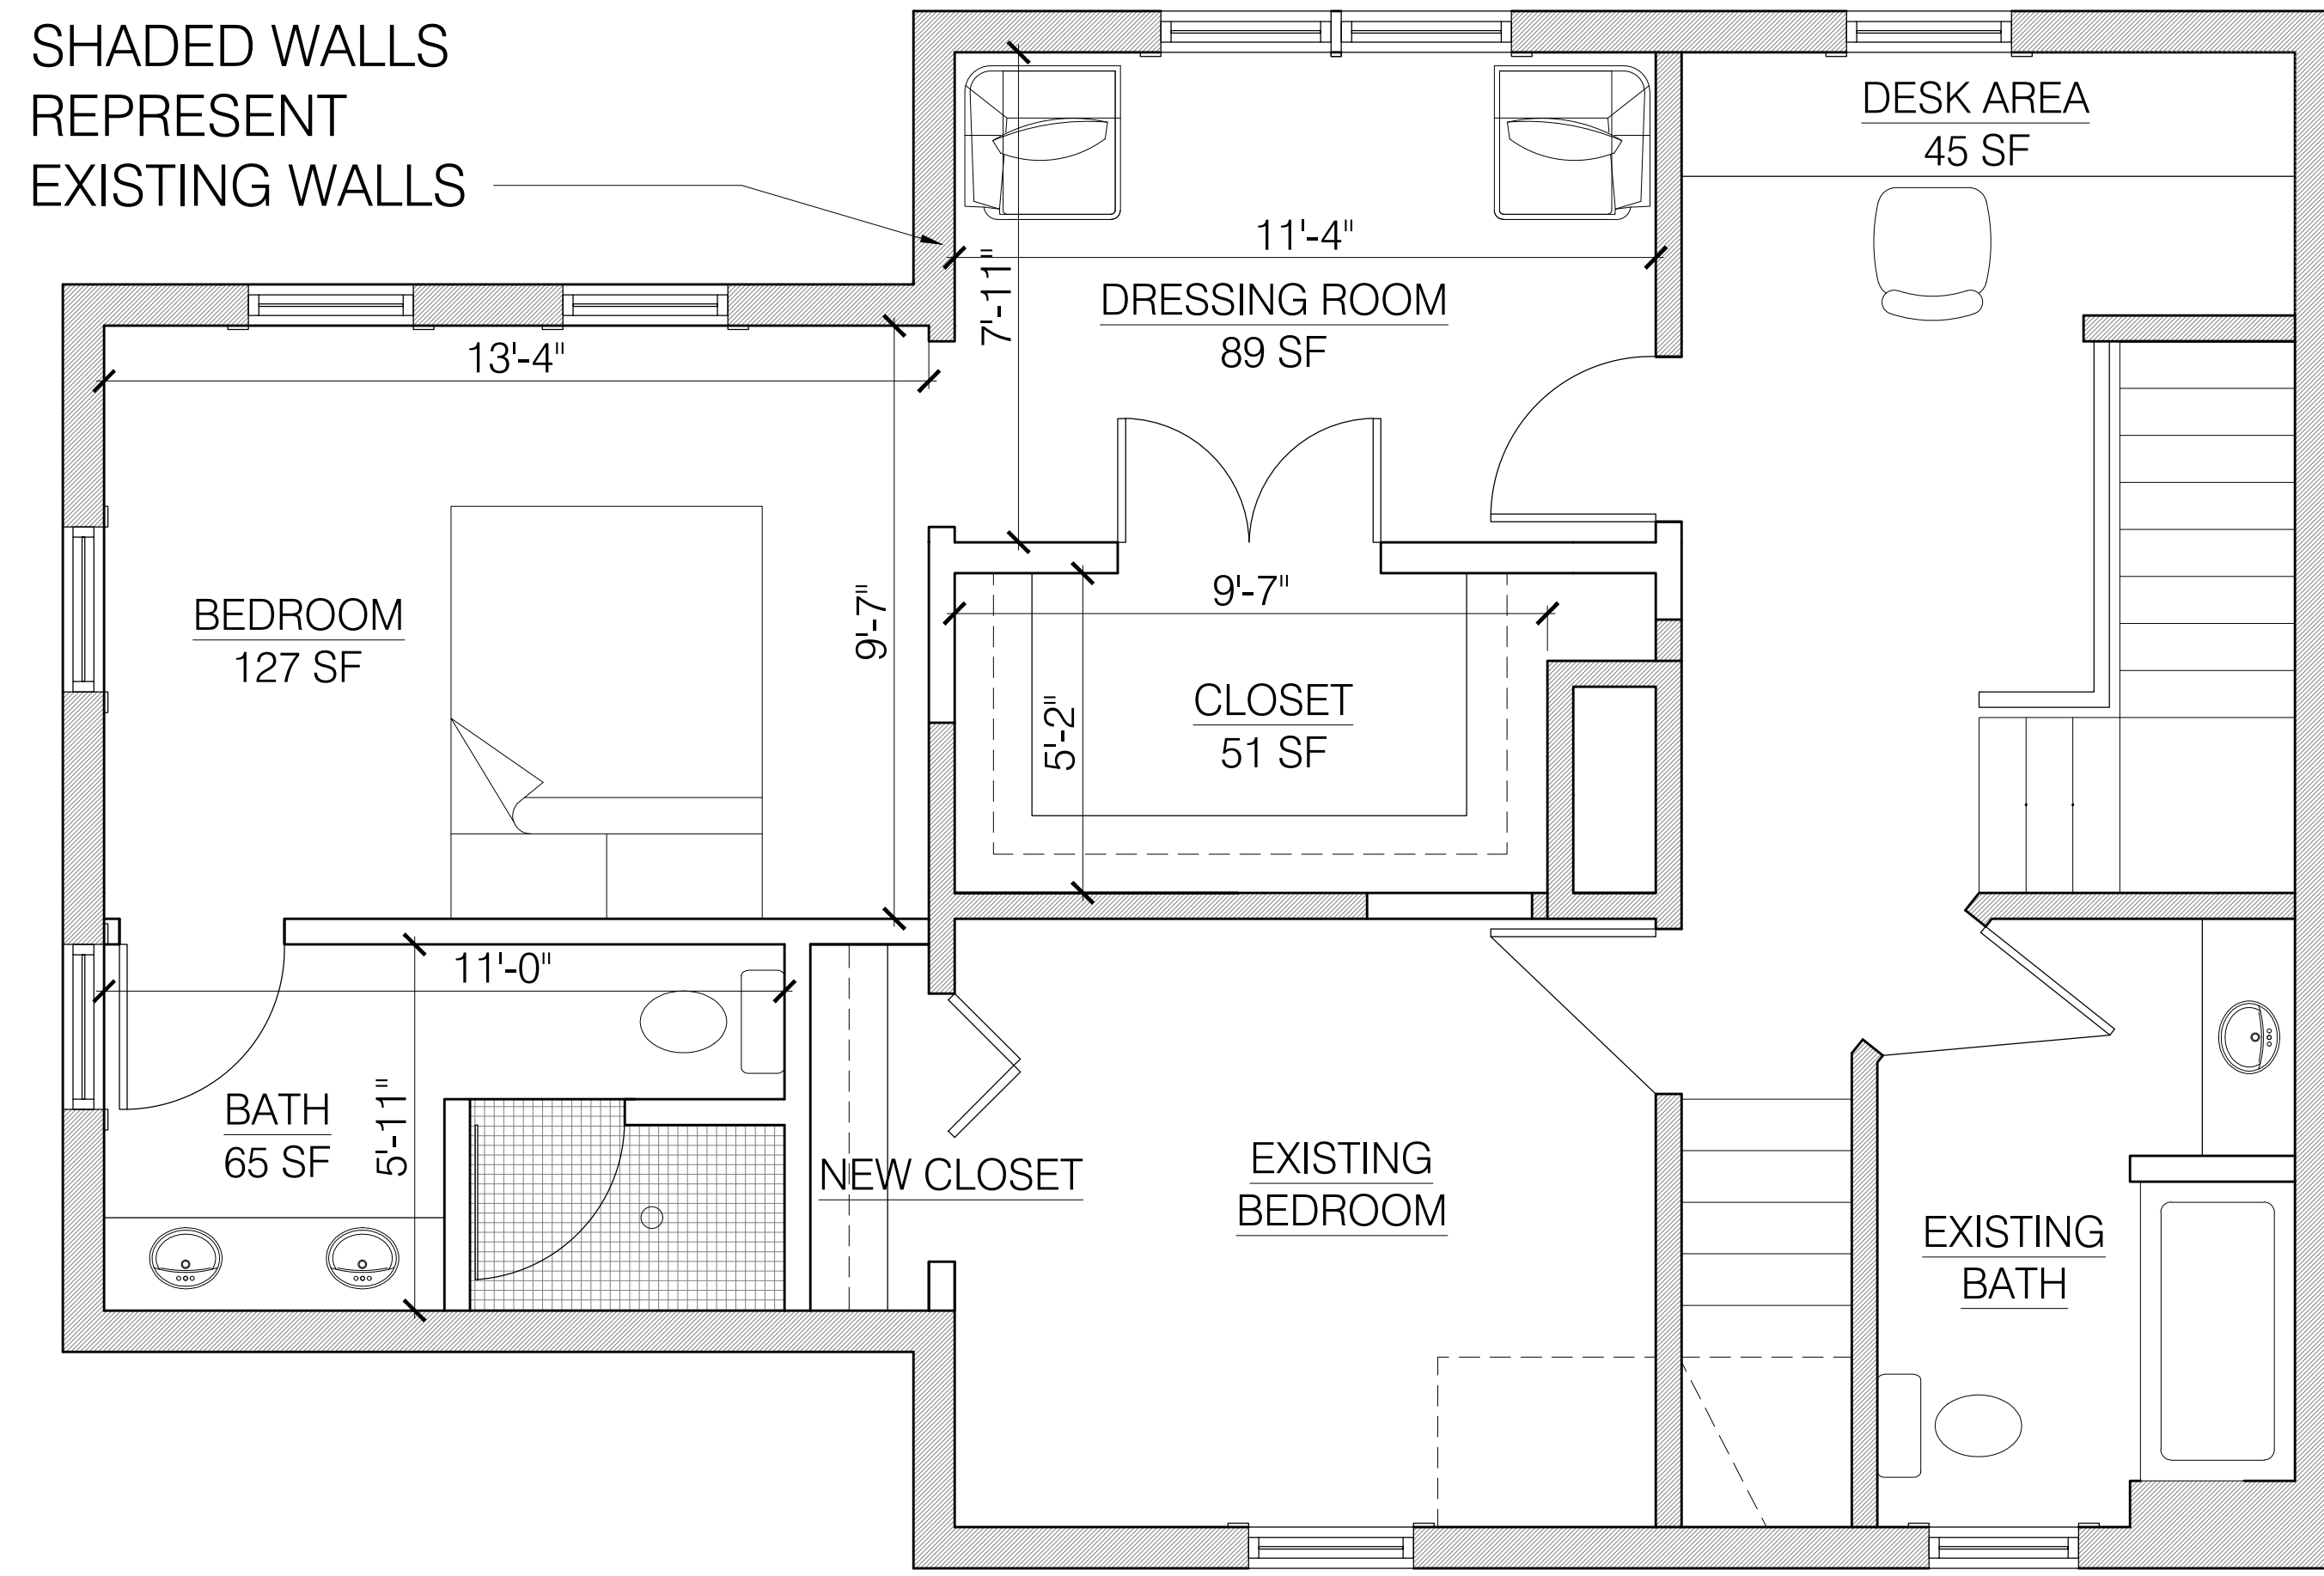 SHADED WALLS
REPRESENT
EXISTING WALLS
DESK AREA
45 SF
11'-4"
7'-11"
DRESSING ROOM
89 SF
13'-4"
9'-7"
BEDROOM
127 SF
9'-7"
5'-2"
CLOSET
51 SF
11'-0"
5'-11"
BATH
65 SF
NEW CLOSET
EXISTING
BEDROOM
EXISTING
BATH